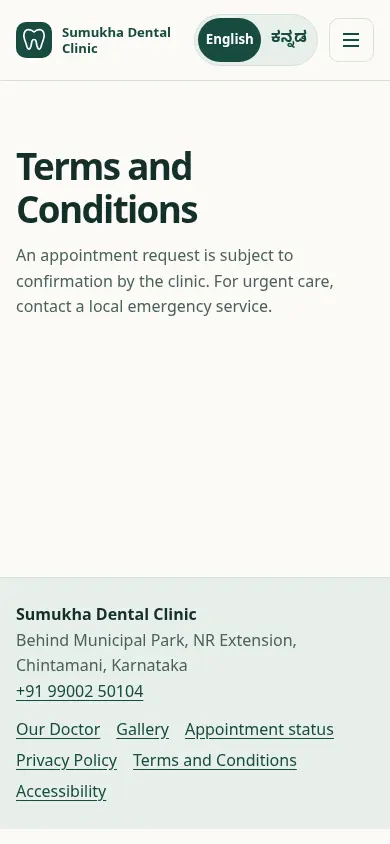 Sumukha Dental
Clinic
English
ಕನ್ನಡ
Terms and
Conditions
An appointment request is subject to
confirmation by the clinic. For urgent care,
contact a local emergency service.
Sumukha Dental Clinic
Behind Municipal Park, NR Extension,
Chintamani, Karnataka
+91 99002 50104
Our Doctor Gallery Appointment status
Privacy Policy Terms and Conditions
Accessibility